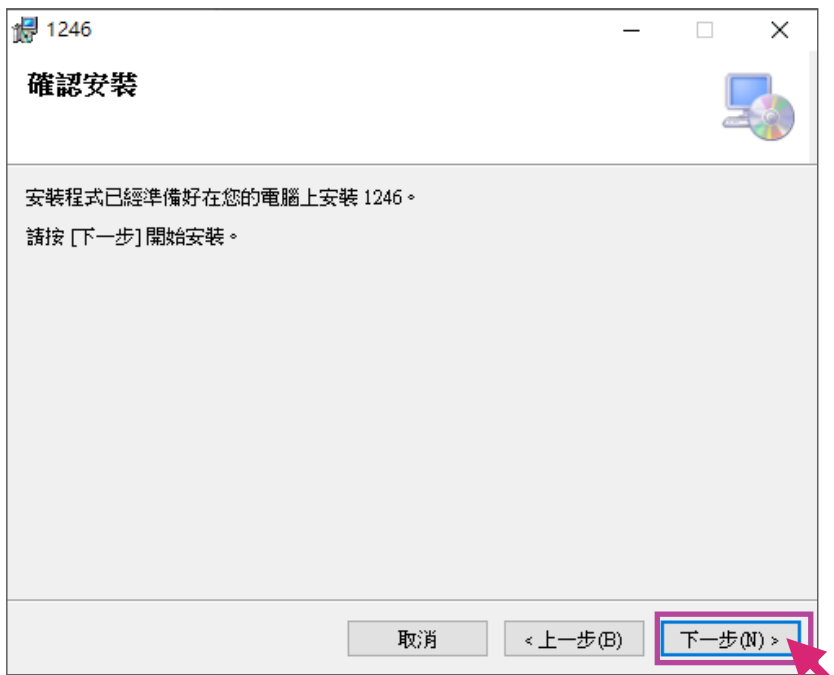 1246
確認安裝
安裝程式已經準備好在您的電腦上安裝 1246。
請按 [下一步] 開始安裝。
取消
<上一步(B)
下一步(N) >